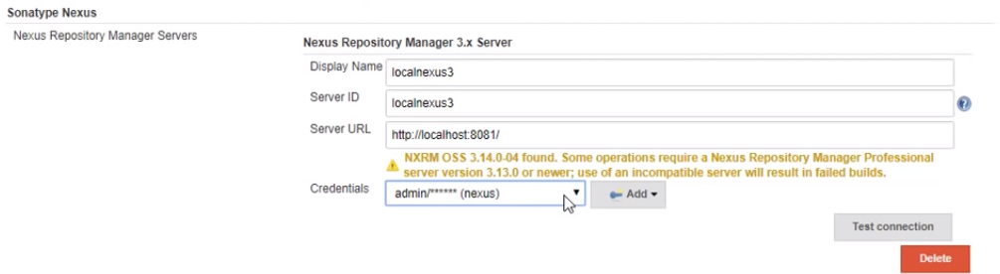 Sonatype Nexus
Nexus Repository Manager Servers
Nexus Repository Manager 3.x Server
Display Name localnexus3
Server ID localnexus3
Server URL http://localhost:8081/
NXRM OSS 3.14.0-04 found. Some operations require a Nexus Repository Manager Professional
server version 3.13.0 or newer; use of an incompatible server will result in failed builds.
Credentials admin/****** (nexus) Add
Test connection
Delete